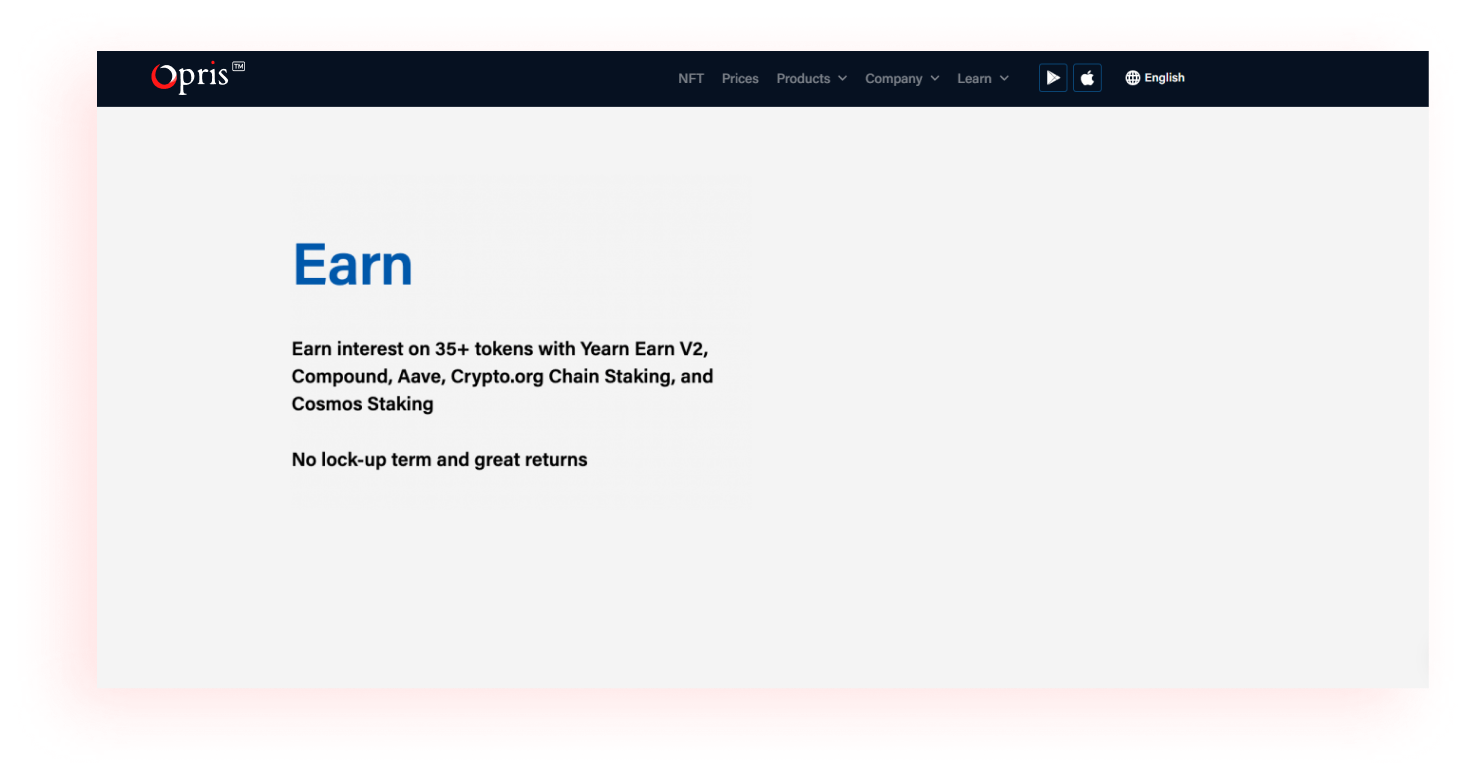 Opris™
NFT Prices Products Company Learn English
Earn
Earn interest on 35+ tokens with Yearn Earn V2,
Compound, Aave, Crypto.org Chain Staking, and
Cosmos Staking
No lock-up term and great returns